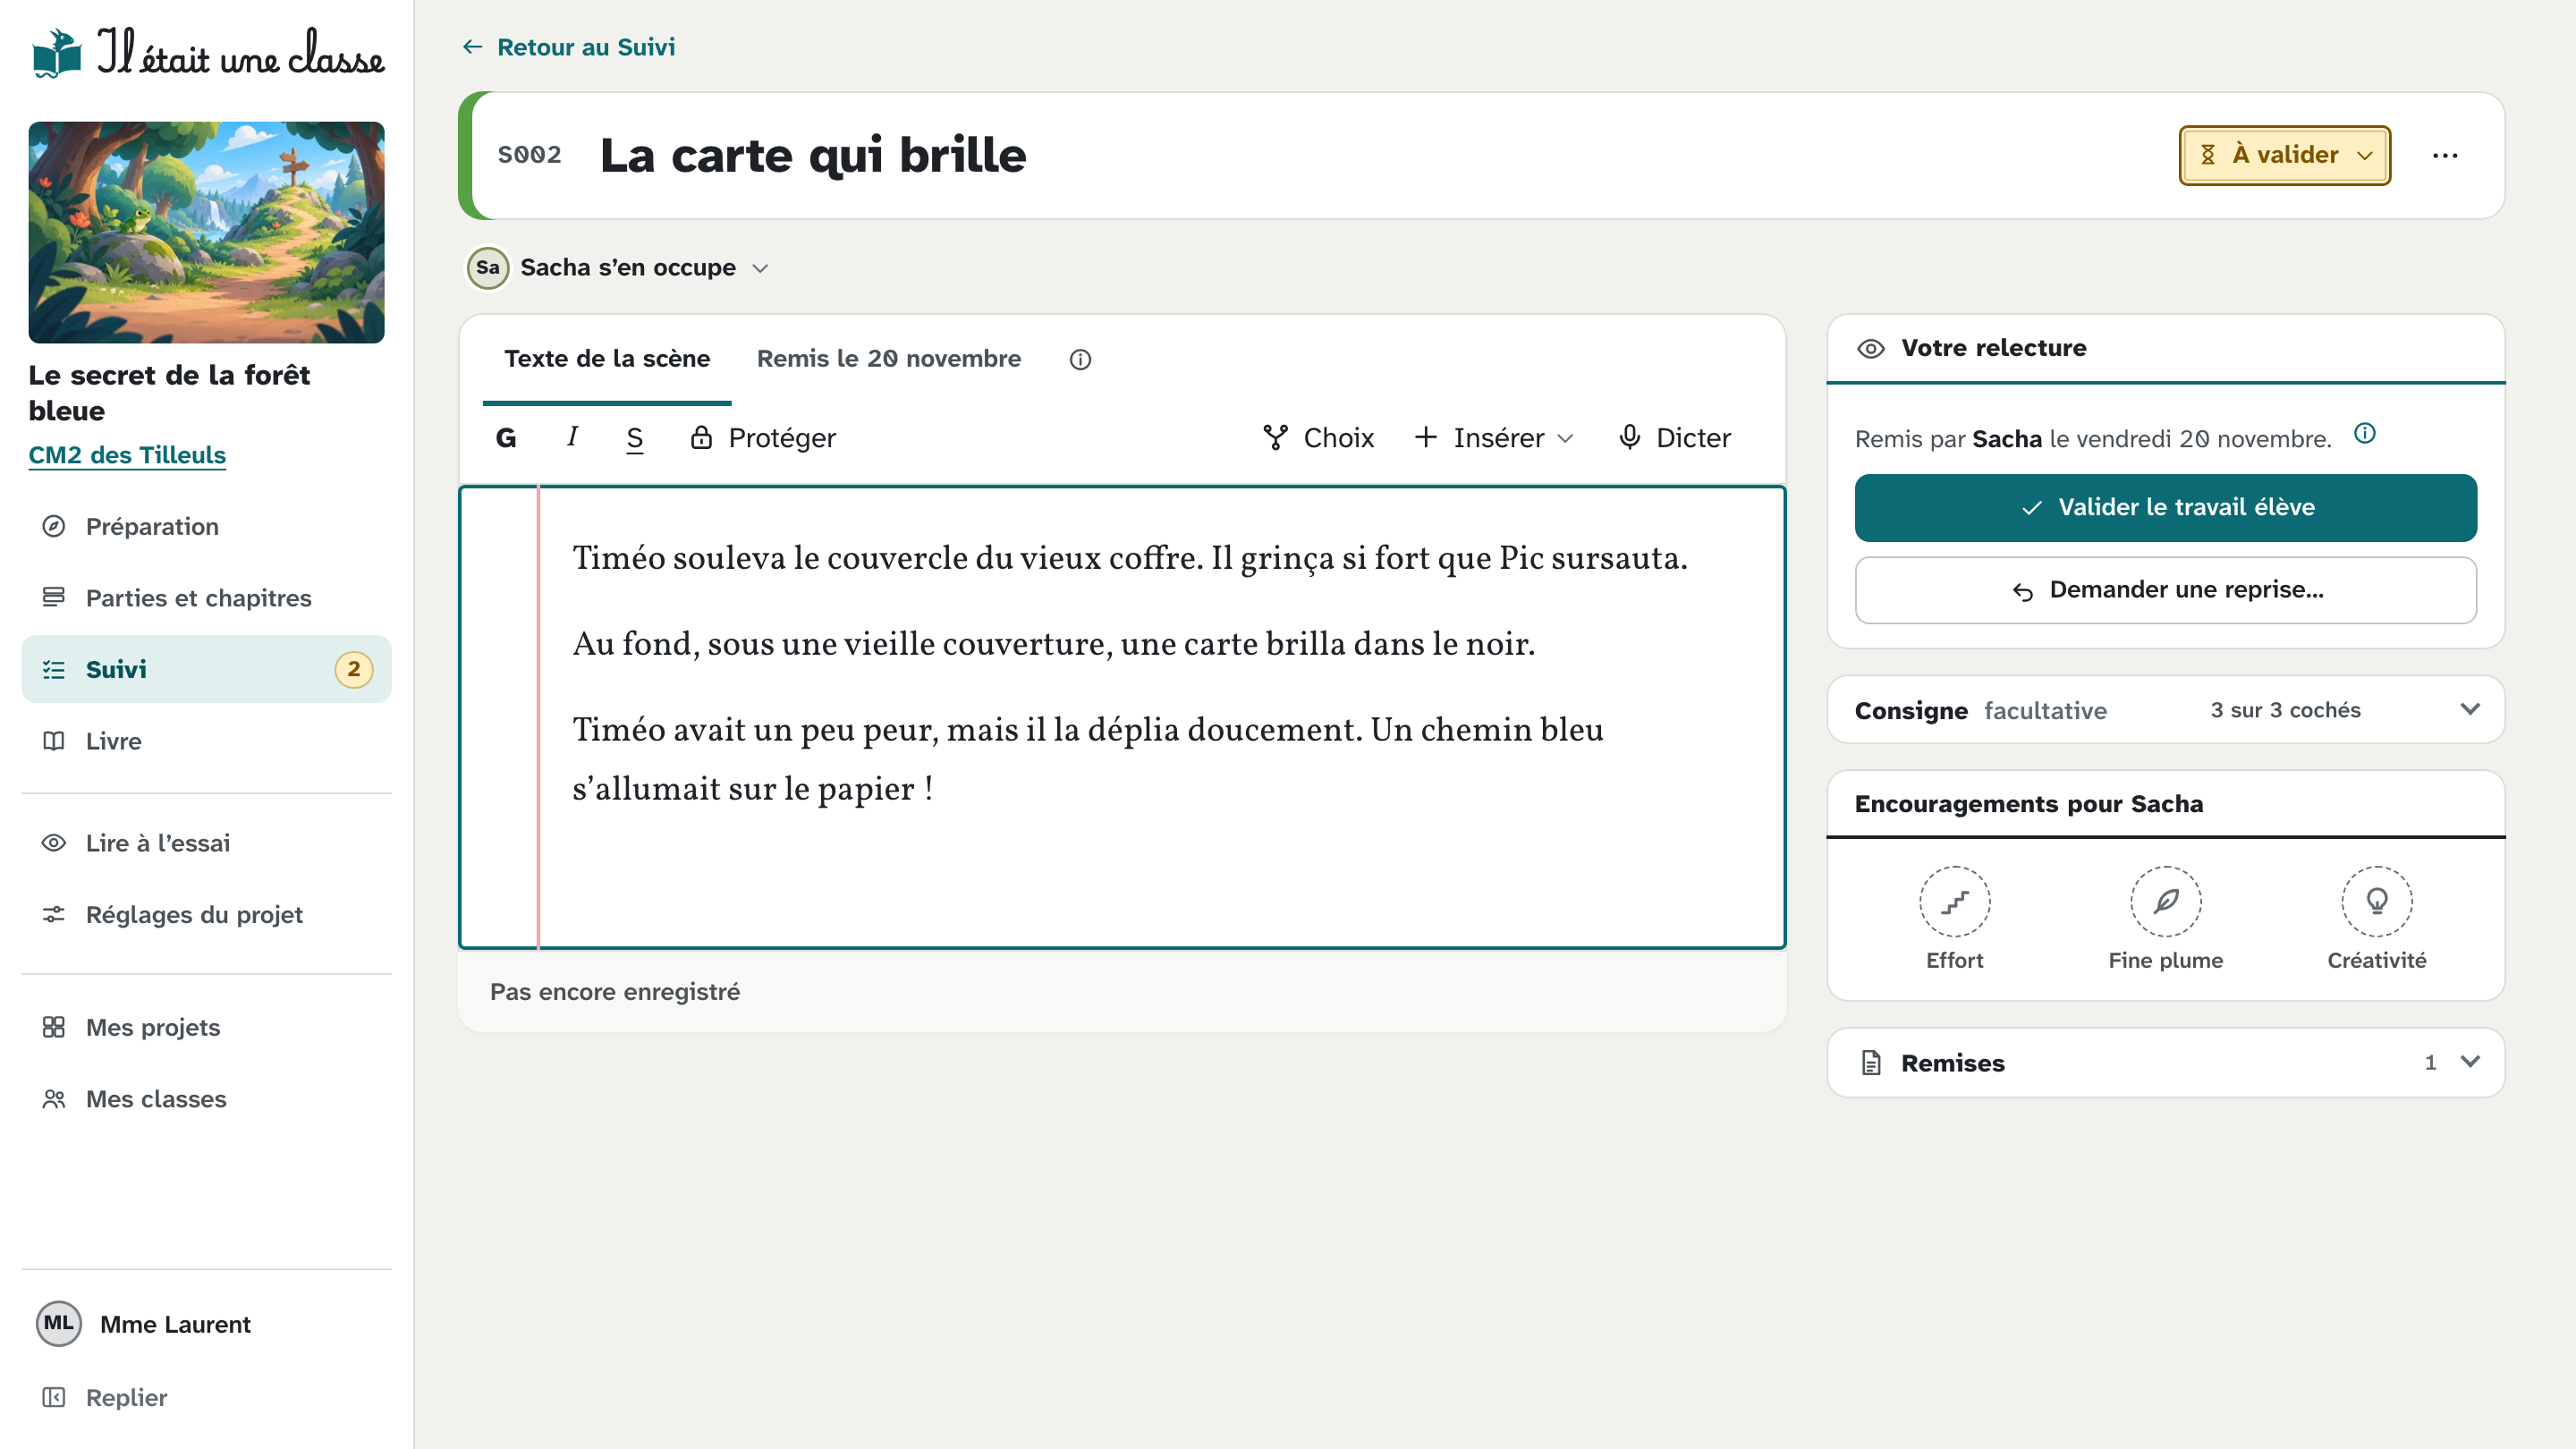 Il était une classe
Le secret de la forêt
bleue
CM2 des Tilleuls
Préparation
Parties et chapitres
Suivi 2
Livre
Lire à l’essai
Réglages du projet
Mes projets
Mes classes
ML Mme Laurent
Replier
← Retour au Suivi
S002 La carte qui brille
À valider
Sa Sacha s’en occupe
Texte de la scène Remis le 20 novembre
G I S Protéger Choix + Insérer Dicter
Timéo souleva le couvercle du vieux coffre. Il grinça si fort que Pic sursauta.
Au fond, sous une vieille couverture, une carte brilla dans le noir.
Timéo avait un peu peur, mais il la déplia doucement. Un chemin bleu
s’allumait sur le papier !
Pas encore enregistré
Votre relecture
Remis par Sacha le vendredi 20 novembre.
Valider le travail élève
Demander une reprise…
Consigne facultative 3 sur 3 cochés
Encouragements pour Sacha
Effort Fine plume Créativité
Remises 1